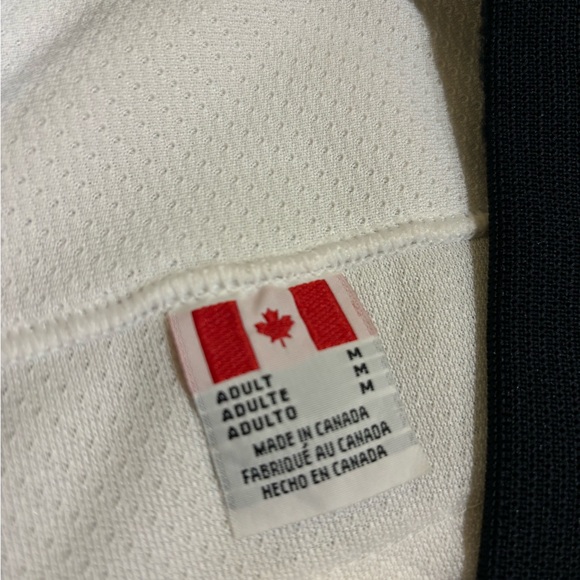 ADULT M
ADULTE M
ADULTO M
MADE IN CANADA
FABRIQUÉ AU CANADA
HECHO EN CANADA